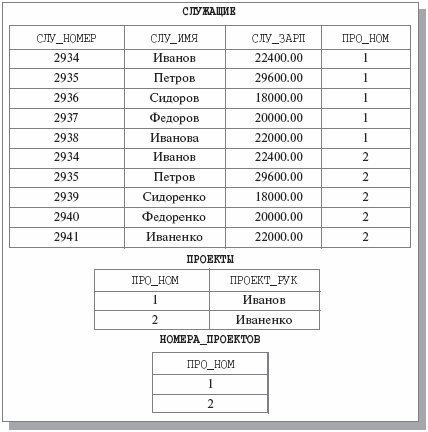 СЛУЖАЩИЕ
СЛУ_НОМЕР СЛУ_ИМЯ СЛУ_ЗАРП ПРО_НОМ
2934 Иванов 22400.00 1
2935 Петров 29600.00 1
2936 Сидоров 18000.00 1
2937 Федоров 20000.00 1
2938 Иванова 22000.00 1
2934 Иванов 22400.00 2
2935 Петров 29600.00 2
2939 Сидоренко 18000.00 2
2940 Федоренко 20000.00 2
2941 Иваненко 22000.00 2
ПРОЕКТЫ
ПРО_НОМ ПРОЕКТ_РУК
1 Иванов
2 Иваненко
НОМЕРА_ПРОЕКТОВ
ПРО_НОМ
1
2